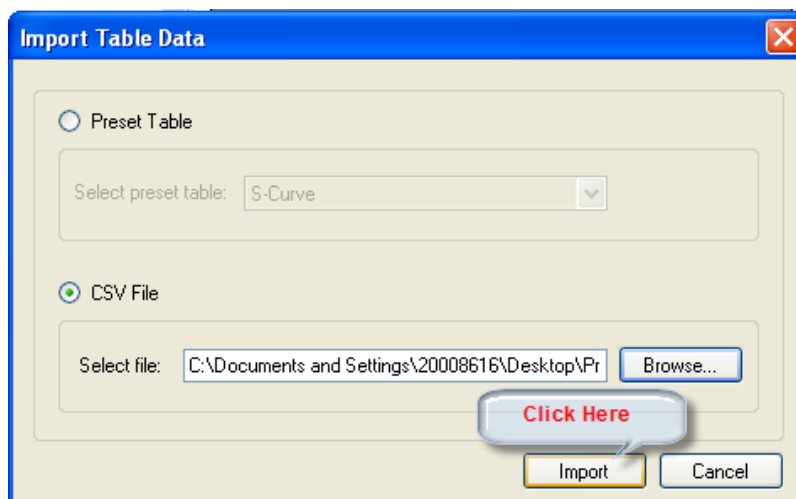 Import Table Data
Preset Table
Select preset table: S-Curve
CSV File
Select file: C:\Documents and Settings\20008616\Desktop\Pr Browse...
Click Here
Import Cancel